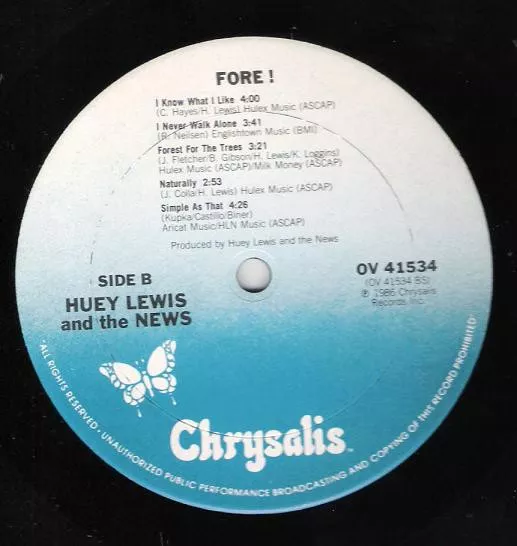 FORE !
I Know What I Like 4:00
(C. Hayes/H. Lewis) Hulex Music (ASCAP)
I Never Walk Alone 3:41
(R. Neilsen) Englishtown Music (BMI)
Forest For The Trees 3:21
(J. Fletcher/B. Gibson/H. Lewis/K. Loggins)
Hulex Music (ASCAP)/Milk Money (ASCAP)
Naturally 2:53
(J. Colla/H. Lewis) Hulex Music (ASCAP)
Simple As That 4:26
(Kupka/Castillo/Biner)
Aricat Music/HLN Music (ASCAP)
Produced by Huey Lewis and the News
SIDE B
HUEY LEWIS
and the NEWS
OV 41534
(OV 41534 BS)
℗ 1986 Chrysalis
Records, Inc.
Chrysalis™
·ALL RIGHTS RESERVED · UNAUTHORIZED PUBLIC PERFORMANCE BROADCASTING AND COPYING OF THIS RECORD PROHIBITED·